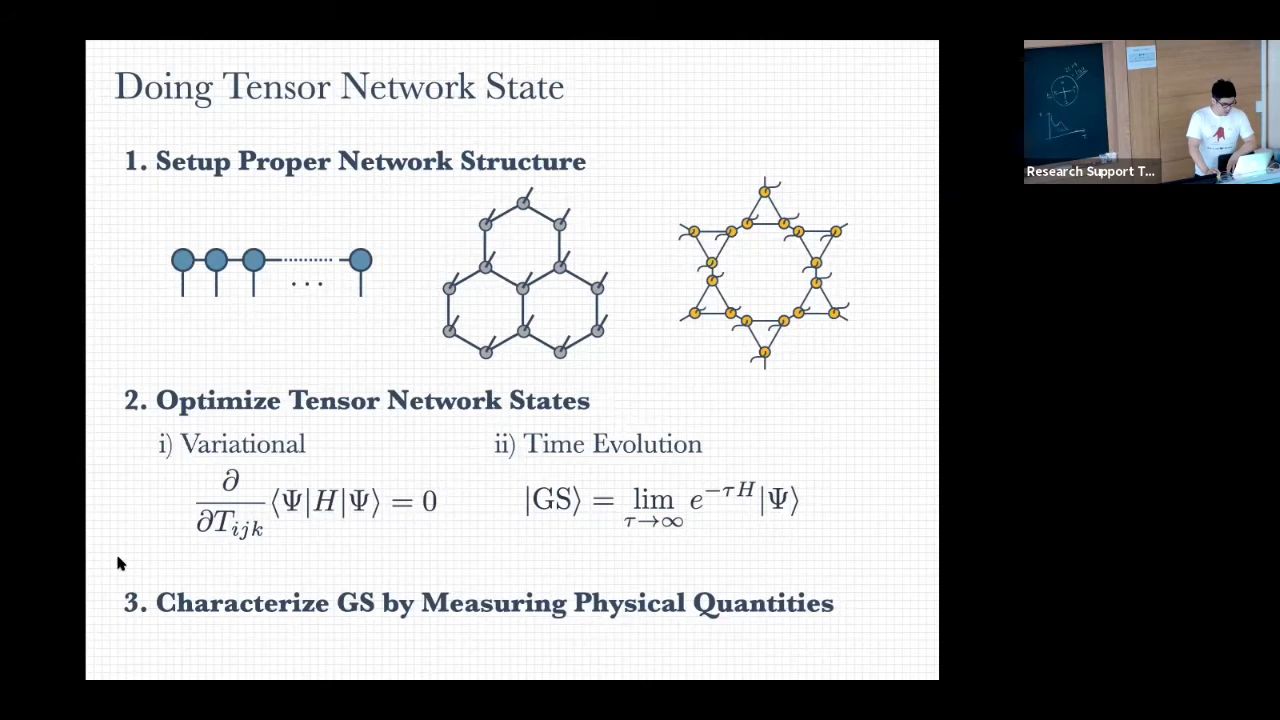 Doing Tensor Network State
1. Setup Proper Network Structure
· · ·
2. Optimize Tensor Network States
i) Variational
ii) Time Evolution
∂/∂T_{ijk} ⟨Ψ|H|Ψ⟩ = 0
|GS⟩ = lim_{τ→∞} e^{−τH}|Ψ⟩
3. Characterize GS by Measuring Physical Quantities
Research Support T...